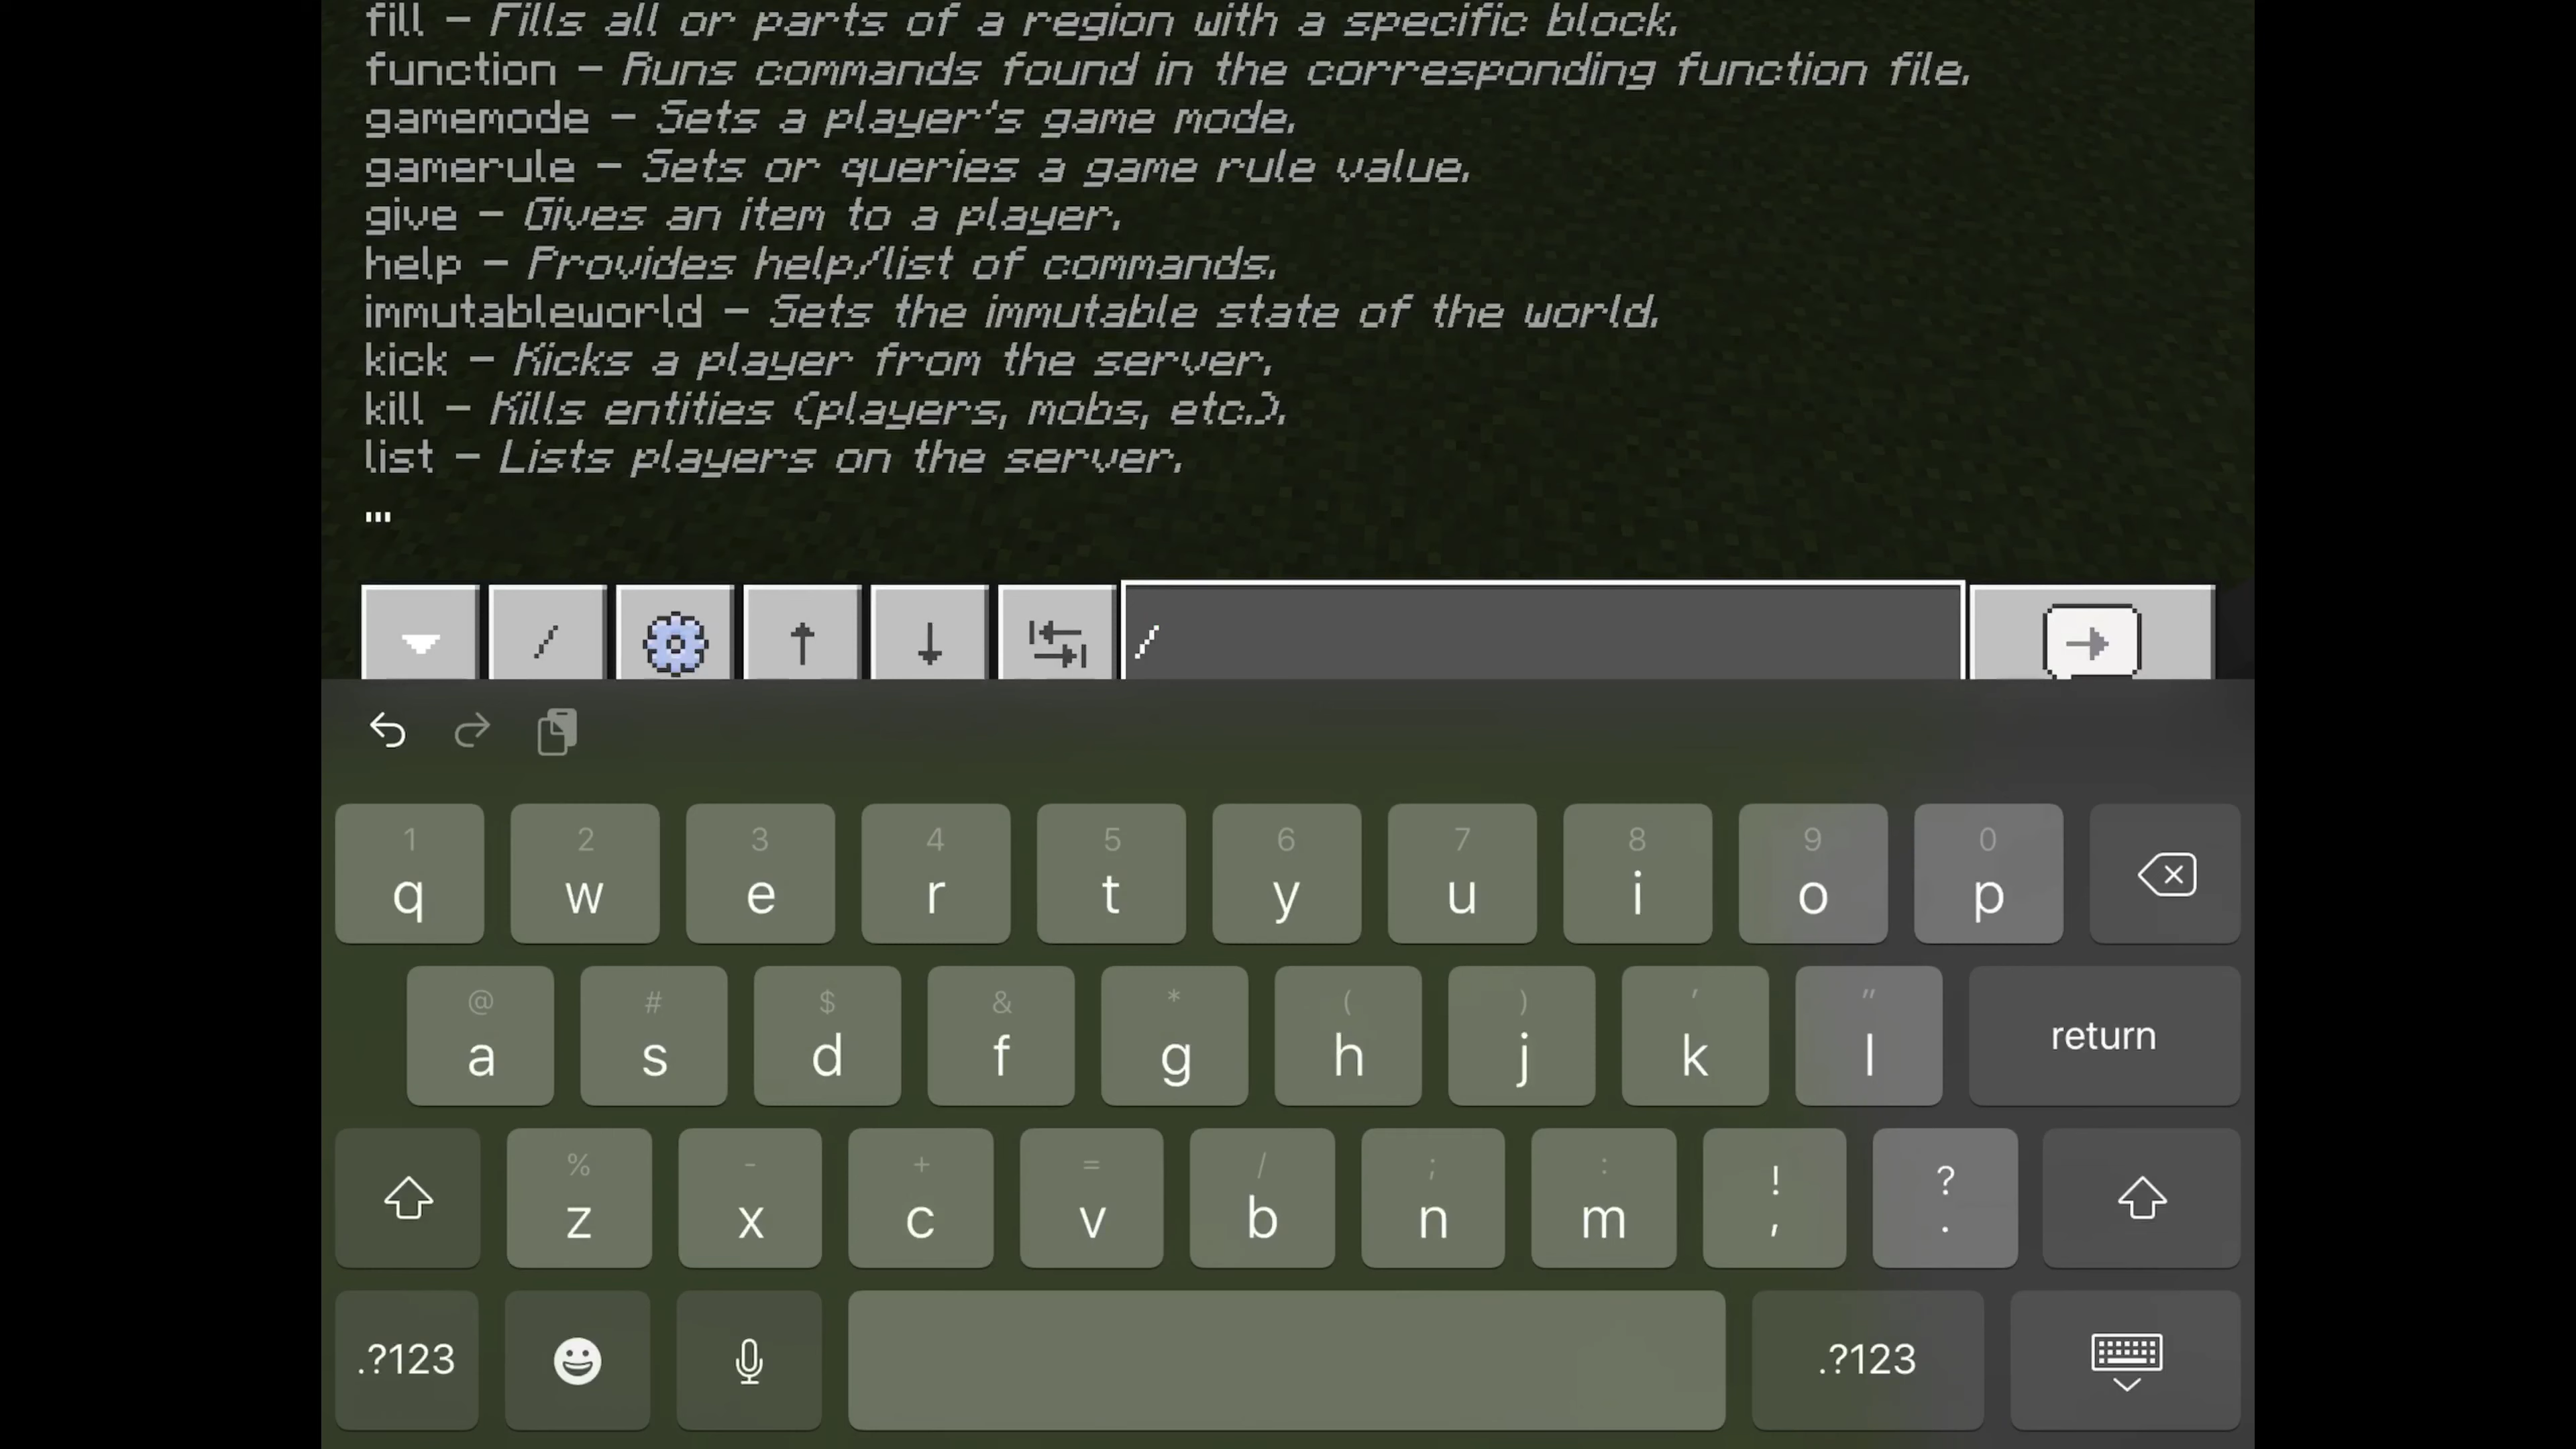 fill - Fills all or parts of a region with a specific block.
function - Runs commands found in the corresponding function file.
gamemode - Sets a player's game mode.
gamerule - Sets or queries a game rule value.
give - Gives an item to a player.
help - Provides help/list of commands.
immutableworld - Sets the immutable state of the world.
kick - Kicks a player from the server.
kill - Kills entities (players, mobs, etc.).
list - Lists players on the server.
...
/ /
1 2 3 4 5 6 7 8 9 0
q w e r t y u i o p
@ # $ & * ( ) ' "
a s d f g h j k l return
% - + = / ; : ! ?
z x c v b n m , .
.?123 .?123